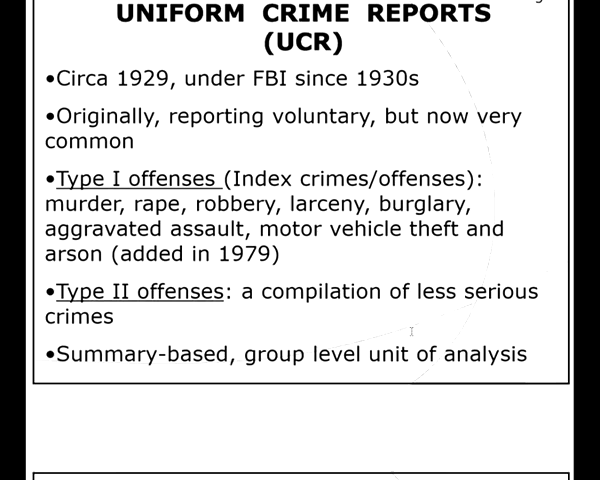 UNIFORM CRIME REPORTS
(UCR)
•Circa 1929, under FBI since 1930s
•Originally, reporting voluntary, but now very
common
•Type I offenses (Index crimes/offenses):
murder, rape, robbery, larceny, burglary,
aggravated assault, motor vehicle theft and
arson (added in 1979)
•Type II offenses: a compilation of less serious
crimes
•Summary-based, group level unit of analysis